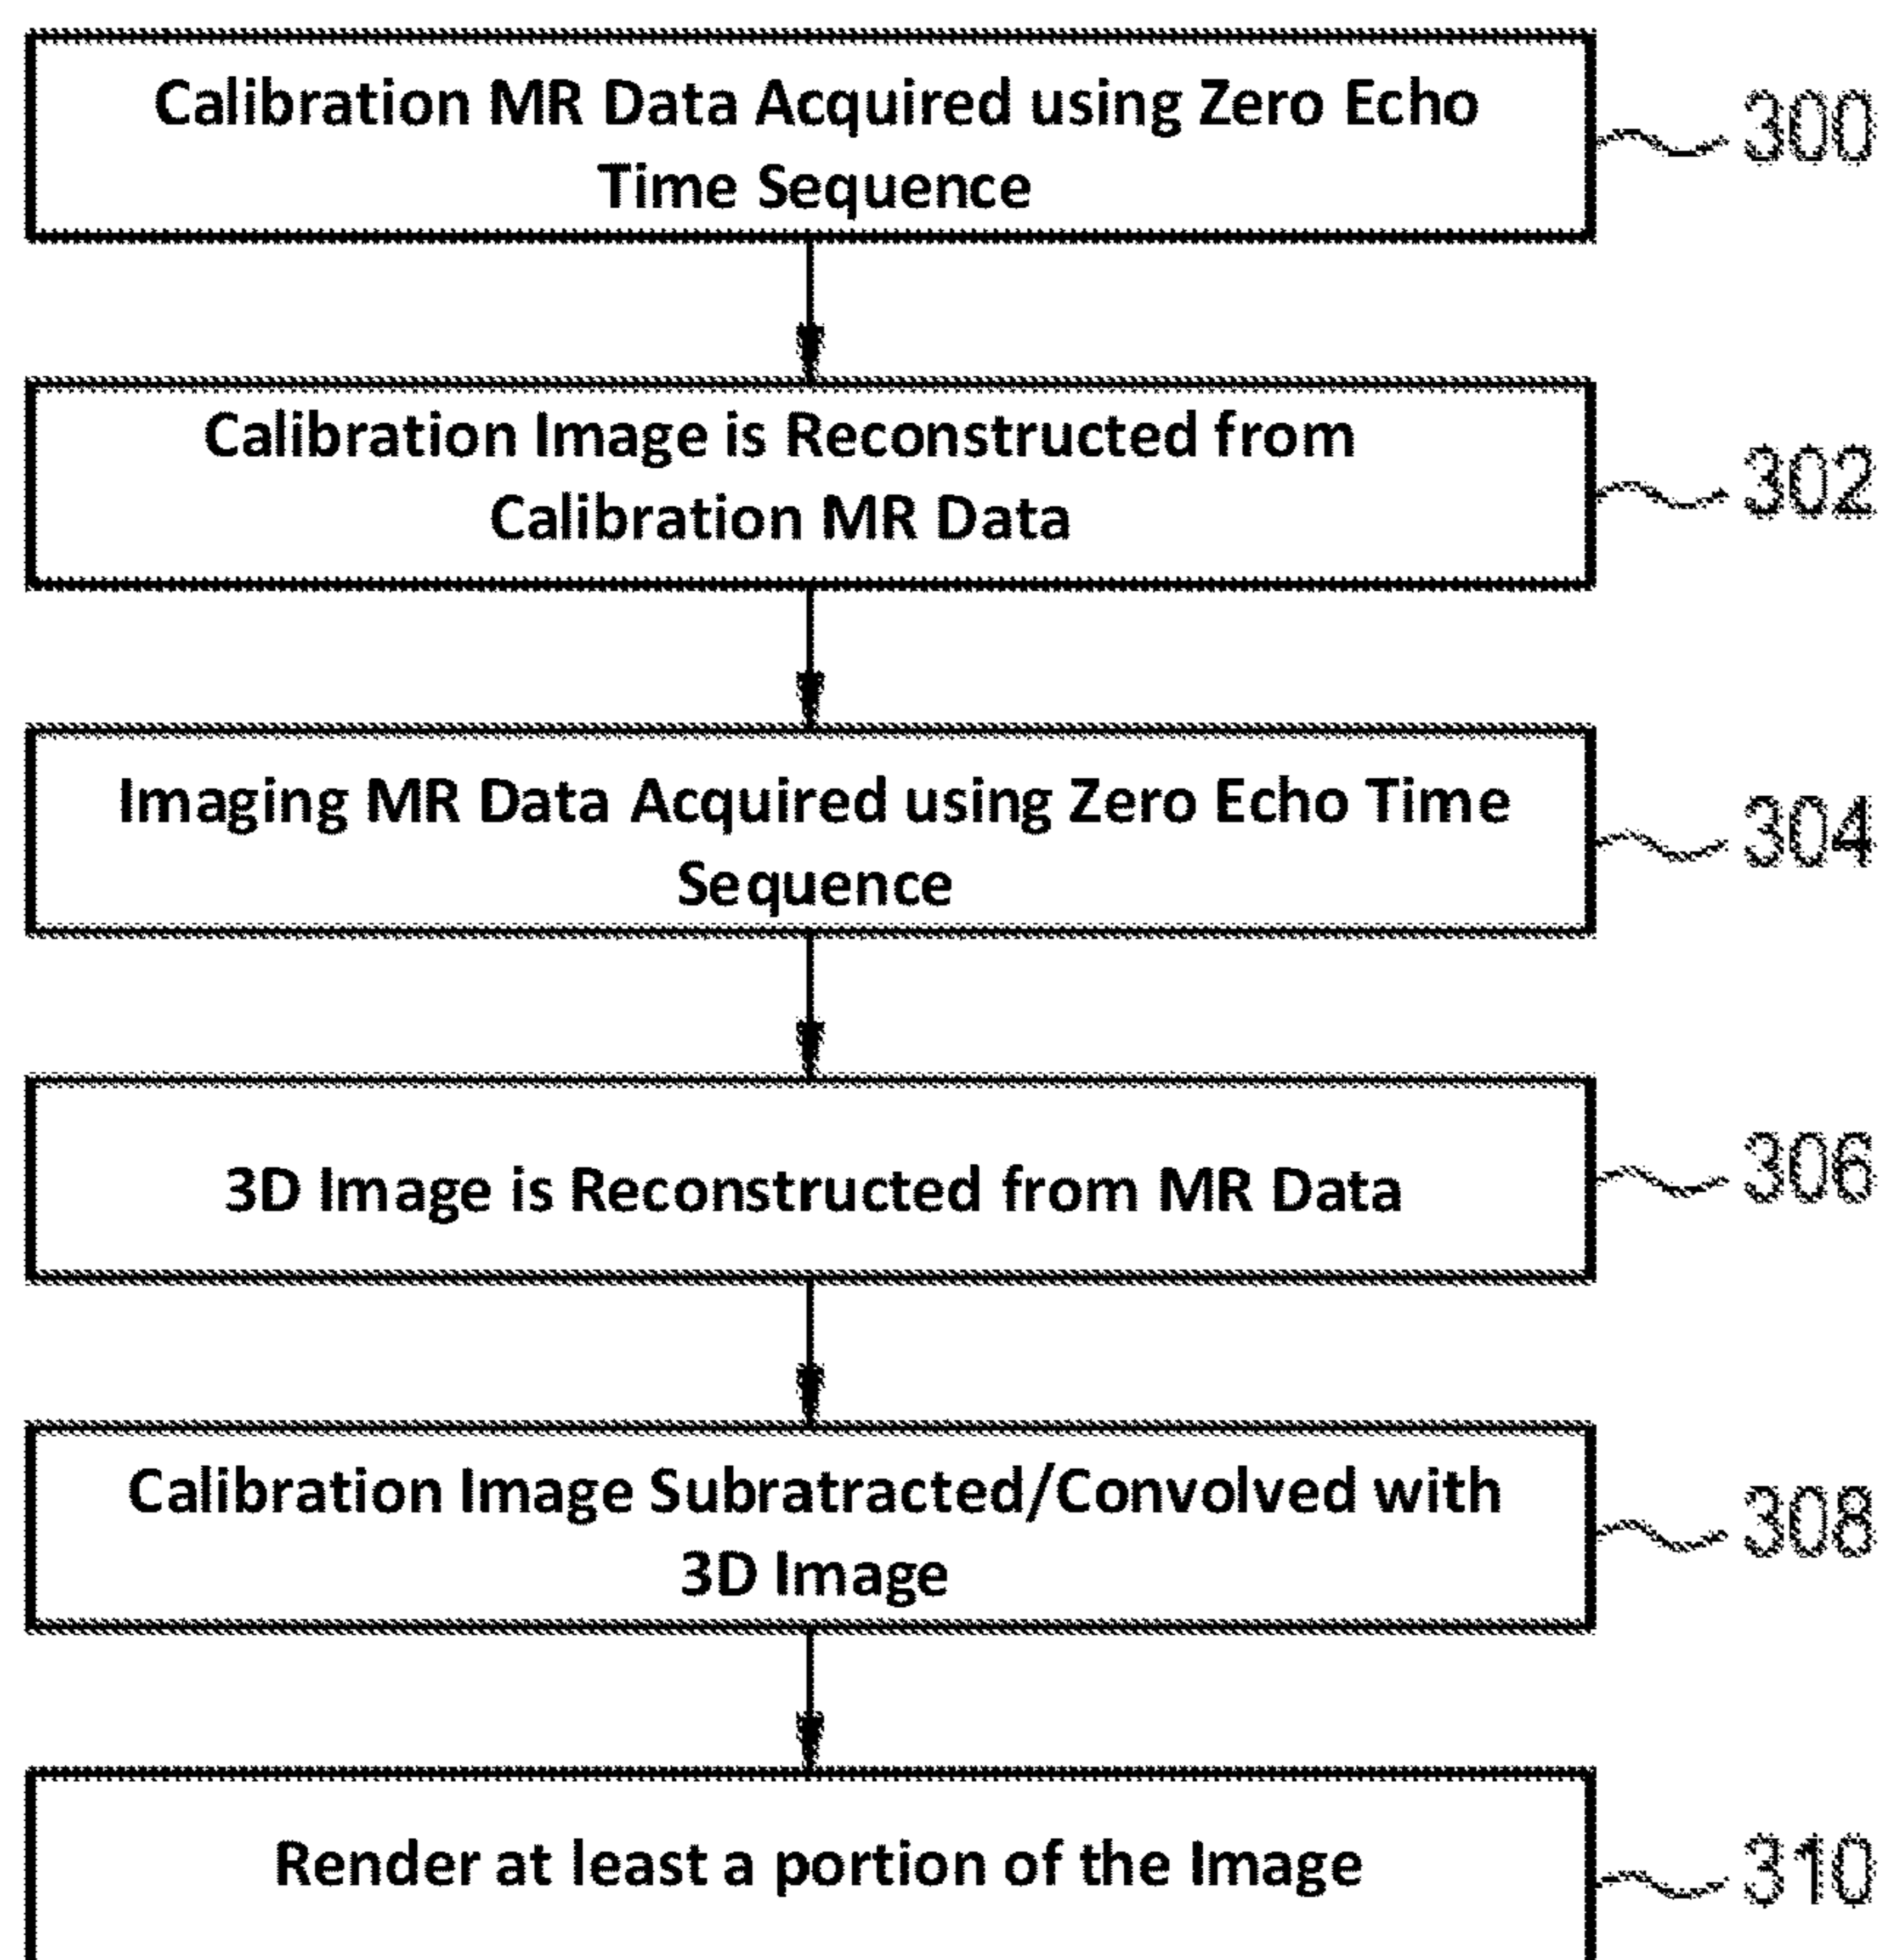 Calibration MR Data Acquired using Zero Echo
Time Sequence
300
Calibration Image is Reconstructed from
Calibration MR Data
302
Imaging MR Data Acquired using Zero Echo Time
Sequence
304
3D Image is Reconstructed from MR Data
306
Calibration Image Subratracted/Convolved with
3D Image
308
Render at least a portion of the Image
310